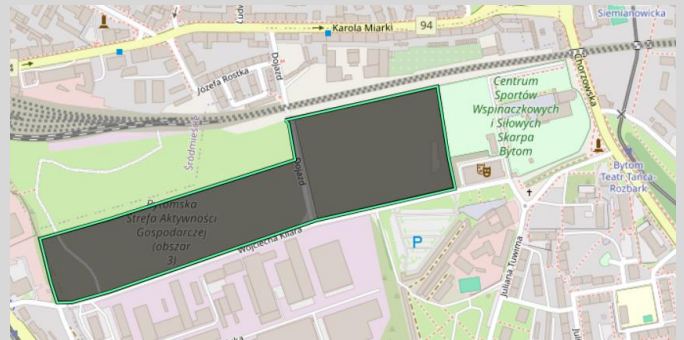 Siemianowicka
Karola Miarki
94
Dojazd
Józefa Rostka
Chorzowska
Centrum
Sportów
Wspinaczkowych
i Siłowych
Skarpa
Bytom
Śródmieście
Dojazd
Bytom
Teatr Tańca
Rozbark
Bytomska
Strefa Aktywności
Gospodarczej
(obszar
3)
Wojciecha Kilara
P
Juliana Tuwima